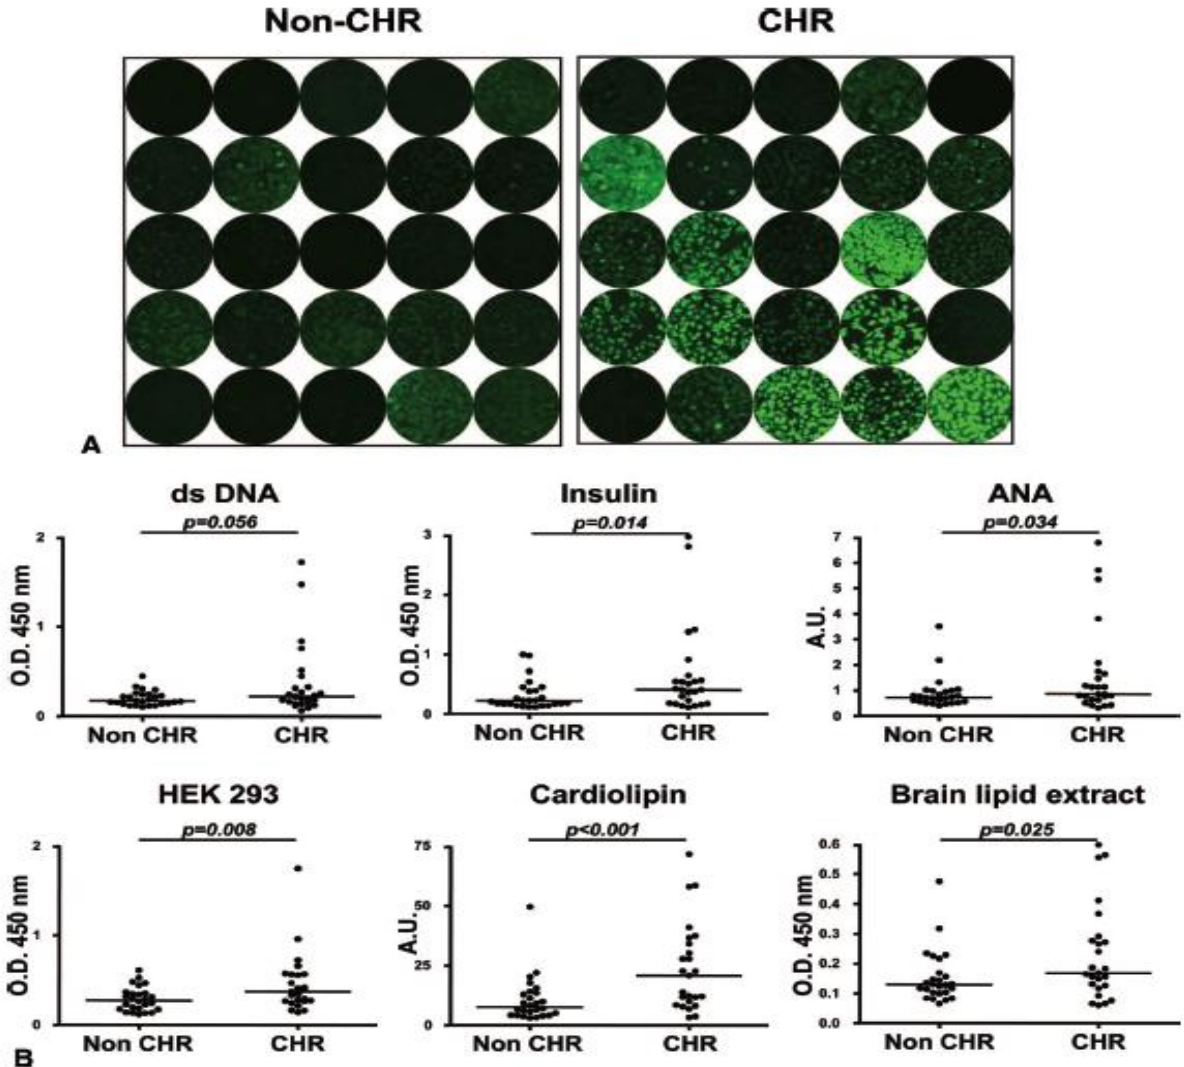 Non-CHR CHR
A
ds DNA Insulin ANA
p=0.056 p=0.014 p=0.034
2 3 7
6
5
2
O.D. 450 nm O.D. 450 nm A.U. 4
1 3
1 2
1
0 0 0
Non CHR CHR Non CHR CHR Non CHR CHR
HEK 293 Cardiolipin Brain lipid extract
p=0.008 p<0.001 p=0.025
2 75 0.6
0.5
50
O.D. 450 nm A.U. O.D. 450 nm 0.4
1 0.3
25 0.2
0.1
0 0 0.0
Non CHR CHR Non CHR CHR Non CHR CHR
B